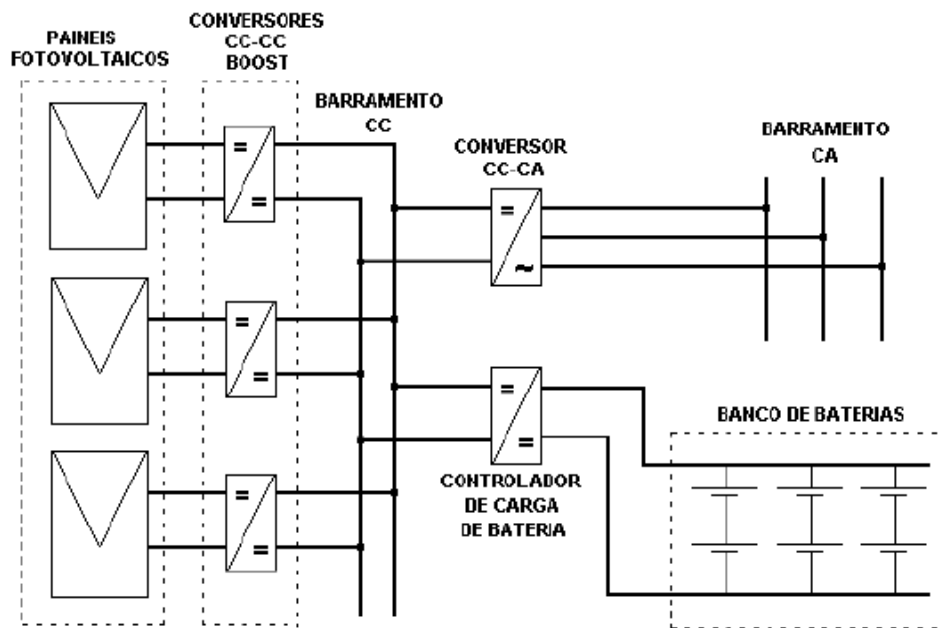 PAINEIS
FOTOVOLTAICOS
CONVERSORES
CC-CC
BOOST
BARRAMENTO
CC
CONVERSOR
CC-CA
BARRAMENTO
CA
CONTROLADOR
DE CARGA
DE BATERIA
BANCO DE BATERIAS